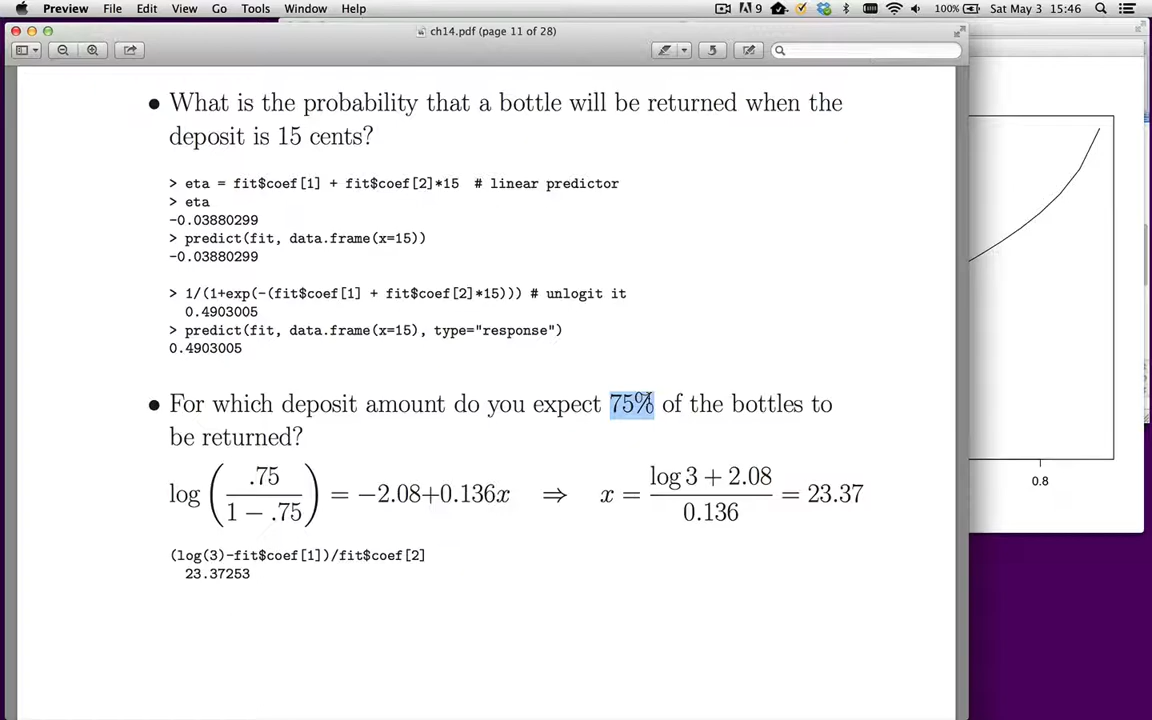 Preview File Edit View Go Tools Window Help 9 100% Sat May 3 15:46
ch14.pdf (page 11 of 28)
• What is the probability that a bottle will be returned when the
deposit is 15 cents?
> eta = fit$coef[1] + fit$coef[2]*15 # linear predictor
> eta
-0.03880299
> predict(fit, data.frame(x=15))
-0.03880299
> 1/(1+exp(-(fit$coef[1] + fit$coef[2]*15))) # unlogit it
0.4903005
> predict(fit, data.frame(x=15), type="response")
0.4903005
• For which deposit amount do you expect 75% of the bottles to
be returned?
log (.75 / 1 − .75) = −2.08+0.136x ⇒ x = log 3 + 2.08 / 0.136 = 23.37
(log(3)-fit$coef[1])/fit$coef[2]
23.37253
0.8